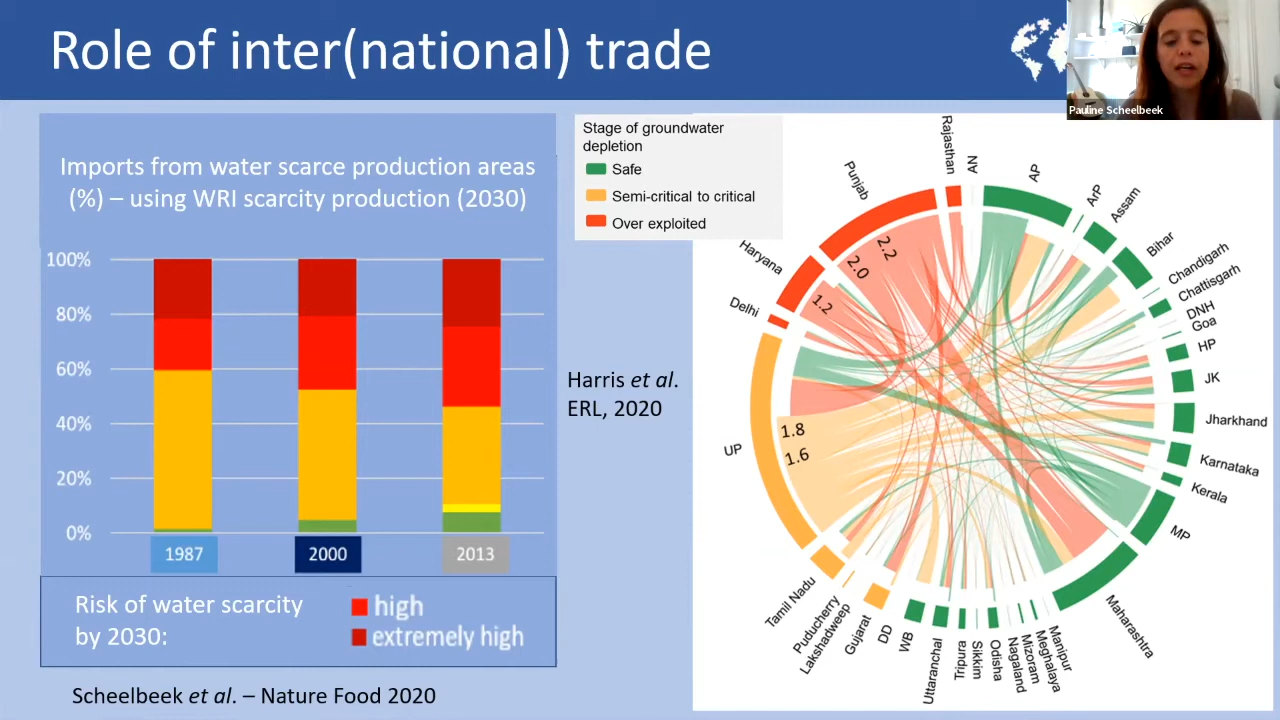 Role of inter(national) trade
Pauline Scheelbeek
Imports from water scarce production areas
(%) – using WRI scarcity production (2030)
100%
80%
60%
40%
20%
0%
1987
2000
2013
Risk of water scarcity
by 2030:
high
extremely high
Scheelbeek et al. – Nature Food 2020
Harris et al.
ERL, 2020
Stage of groundwater
depletion
Safe
Semi-critical to critical
Over exploited
Rajasthan
AN
AP
ArP
Assam
Bihar
Chandigarh
Chattisgarh
DNH
Goa
HP
JK
Jharkhand
Karnataka
Kerala
MP
Maharashtra
Manipur
Meghalaya
Mizoram
Nagaland
Odisha
Sikkim
Tripura
Uttaranchal
WB
DD
Gujarat
Lakshadweep
Puducherry
Tamil Nadu
UP
Delhi
Haryana
Punjab
2.2
2.0
1.2
1.8
1.6